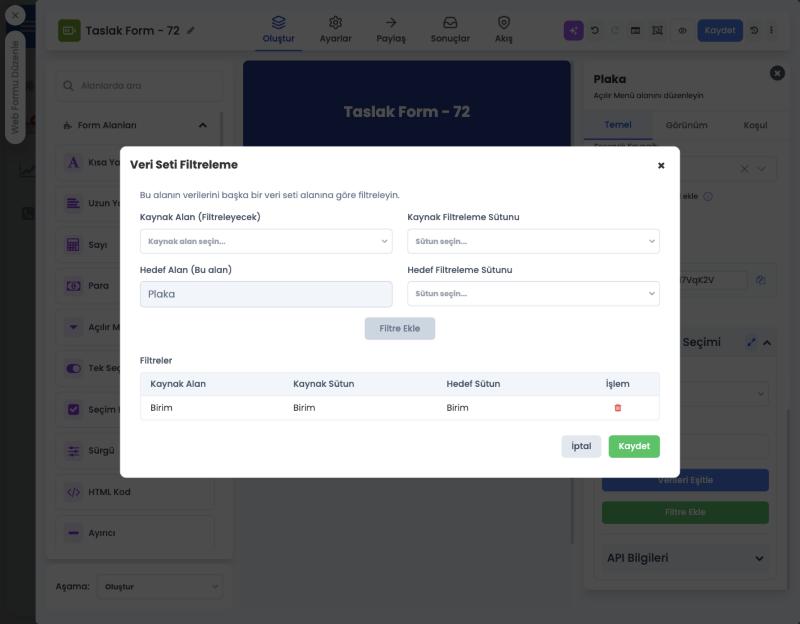 Taslak Form - 72
Oluştur
Ayarlar
Paylaş
Sonuçlar
Akış
Kaydet
Web Formu Düzenle
Alanlarda ara
Form Alanları
Kısa Ya
Uzun Ya
Sayı
Para
Açılır M
Tek Seç
Seçim
Sürgü
HTML Kod
Ayırıcı
Aşama:
Oluştur
Taslak Form - 72
Plaka
Açılır Menü alanını düzenleyin
Temel
Görünüm
Koşul
ekle
7VqK2V
Seçimi
Verileri Eşitle
Filtre Ekle
API Bilgileri
Veri Seti Filtreleme
Bu alanın verilerini başka bir veri seti alanına göre filtreleyin.
Kaynak Alan (Filtreleyecek)
Kaynak Filtreleme Sütunu
Kaynak alan seçin...
Sütun seçin...
Hedef Alan (Bu alan)
Hedef Filtreleme Sütunu
Plaka
Sütun seçin...
Filtre Ekle
Filtreler
Kaynak Alan
Kaynak Sütun
Hedef Sütun
İşlem
Birim
Birim
Birim
İptal
Kaydet